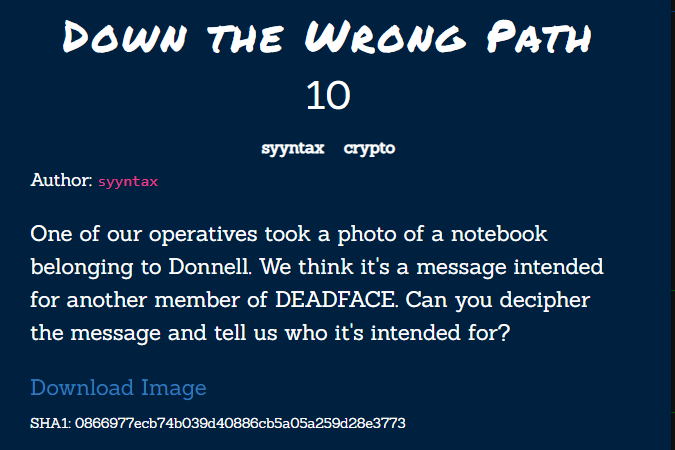 Down the Wrong Path
10
syyntax crypto
Author: syyntax
One of our operatives took a photo of a notebook
belonging to Donnell. We think it's a message intended
for another member of DEADFACE. Can you decipher
the message and tell us who it's intended for?
Download Image
SHA1: 0866977ecb74b039d40886cb5a05a259d28e3773